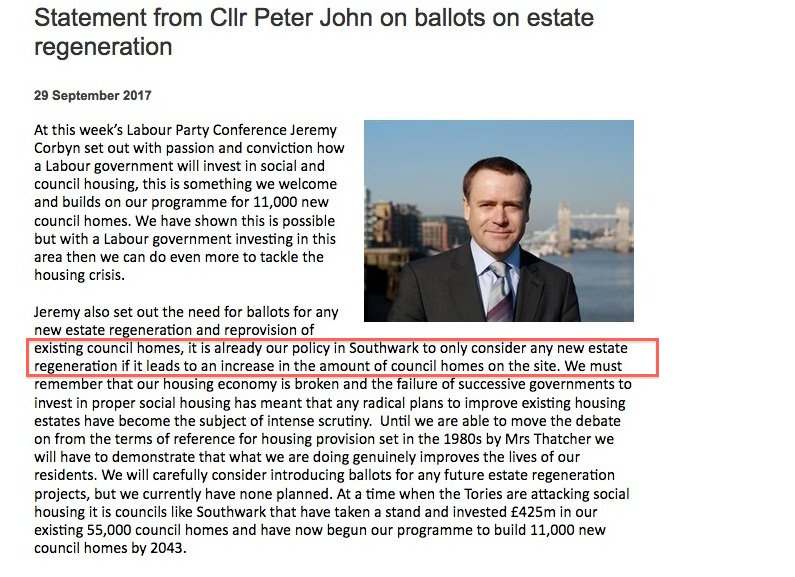 Statement from Cllr Peter John on ballots on estate
regeneration
29 September 2017
At this week’s Labour Party Conference Jeremy
Corbyn set out with passion and conviction how
a Labour government will invest in social and
council housing, this is something we welcome
and builds on our programme for 11,000 new
council homes. We have shown this is possible
but with a Labour government investing in this
area then we can do even more to tackle the
housing crisis.
Jeremy also set out the need for ballots for any
new estate regeneration and reprovision of
existing council homes, it is already our policy in Southwark to only consider any new estate
regeneration if it leads to an increase in the amount of council homes on the site. We must
remember that our housing economy is broken and the failure of successive governments to
invest in proper social housing has meant that any radical plans to improve existing housing
estates have become the subject of intense scrutiny.  Until we are able to move the debate
on from the terms of reference for housing provision set in the 1980s by Mrs Thatcher we
will have to demonstrate that what we are doing genuinely improves the lives of our
residents. We will carefully consider introducing ballots for any future estate regeneration
projects, but we currently have none planned. At a time when the Tories are attacking social
housing it is councils like Southwark that have taken a stand and invested £425m in our
existing 55,000 council homes and have now begun our programme to build 11,000 new
council homes by 2043.